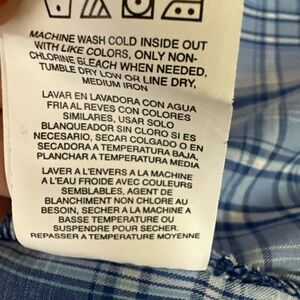 MACHINE WASH COLD INSIDE OUT
WITH LIKE COLORS, ONLY NON-
CHLORINE BLEACH WHEN NEEDED,
TUMBLE DRY LOW OR LINE DRY,
MEDIUM IRON
LAVAR EN LAVADORA CON AGUA
FRIA AL REVES CON COLORES
SIMILARES, USAR SOLO
BLANQUEADOR SIN CLORO SI ES
NECESARIO, SECAR COLGADO O EN
SECADORA A TEMPERATURA BAJA,
PLANCHAR A TEMPERATURA MEDIA
LAVER A L'ENVERS A LA MACHINE
A L'EAU FROIDE AVEC COULEURS
SEMBLABLES, AGENT DE
BLANCHIMENT NON CHLORE AU
BESOIN, SECHER A LA MACHINE A
BASSE TEMPERATURE OU
SUSPENDRE POUR SECHER.
REPASSER A TEMPERATURE MOYENNE